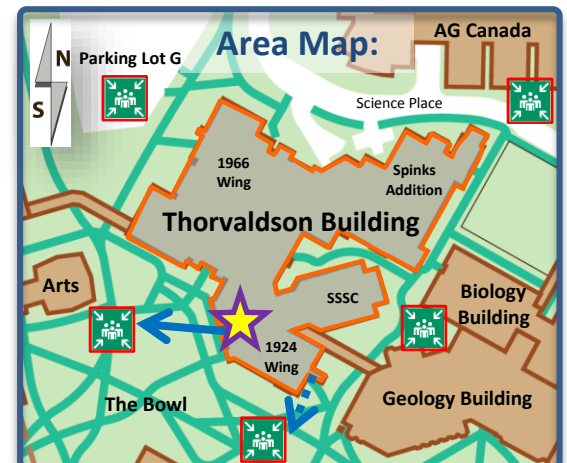 Area Map:
AG Canada
N
S
Parking Lot G
Science Place
1966
Wing
Spinks
Addition
Thorvaldson Building
Arts
SSSC
Biology
Building
1924
Wing
The Bowl
Geology Building